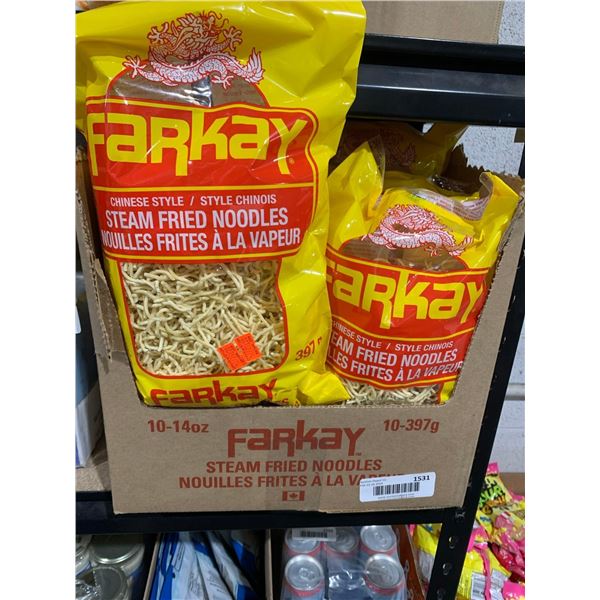 FARKAY
CHINESE STYLE / STYLE CHINOIS
STEAM FRIED NOODLES
NOUILLES FRITES À LA VAPEUR
397 g
FARKAY
FARKAY
CHINESE STYLE / STYLE CHINOIS
STEAM FRIED NOODLES
NOUILLES FRITES À LA VAPEUR
10-14oz
FARKAY™
10-397g
STEAM FRIED NOODLES
NOUILLES FRITES À LA VAPEUR
1531